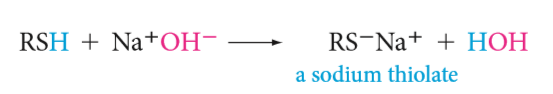 RSH + Na⁺OH⁻ ⟶ RS⁻Na⁺ + HOH
a sodium thiolate